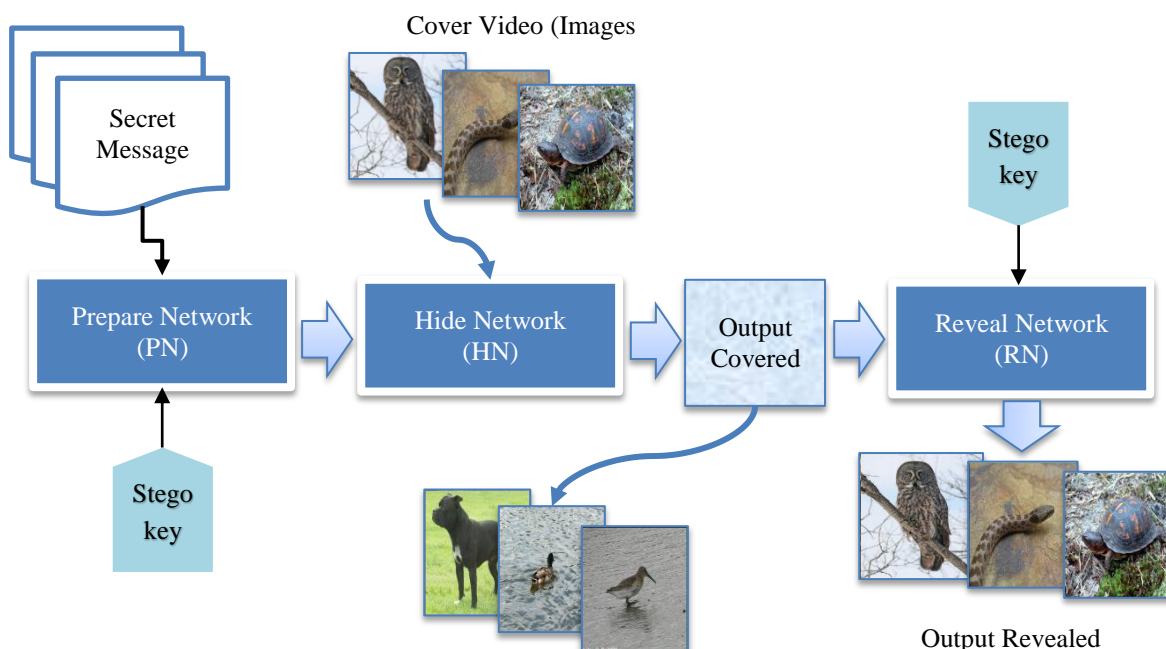 Cover Video (Images
Secret
Message
Stego
key
Prepare Network
(PN)
Hide Network
(HN)
Output
Covered
Reveal Network
(RN)
Stego
key
Output Revealed